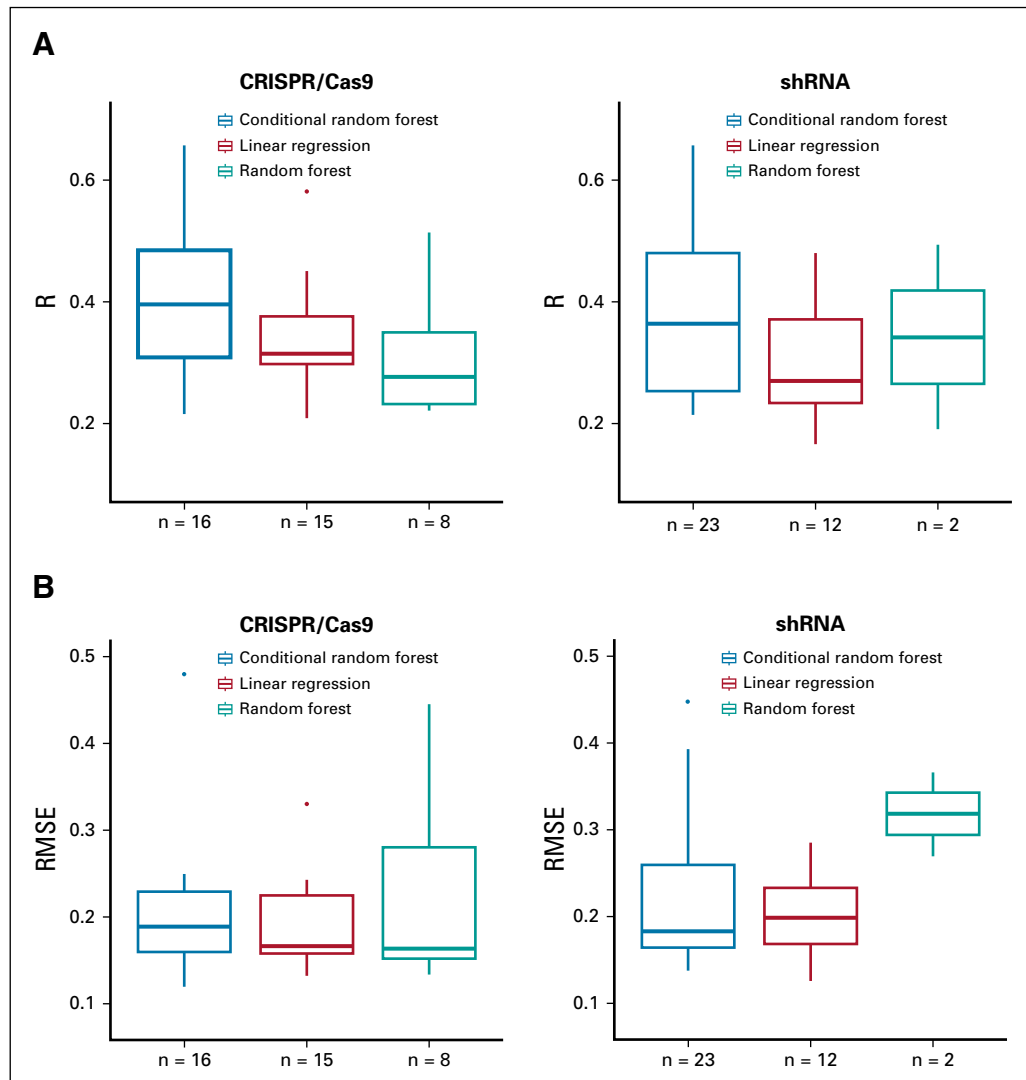 A
CRISPR/Cas9
Conditional random forest
Linear regression
Random forest
R
0.6
0.4
0.2
n = 16
n = 15
n = 8
shRNA
Conditional random forest
Linear regression
Random forest
R
0.6
0.4
0.2
n = 23
n = 12
n = 2
B
CRISPR/Cas9
Conditional random forest
Linear regression
Random forest
RMSE
0.5
0.4
0.3
0.2
0.1
n = 16
n = 15
n = 8
shRNA
Conditional random forest
Linear regression
Random forest
RMSE
0.5
0.4
0.3
0.2
0.1
n = 23
n = 12
n = 2